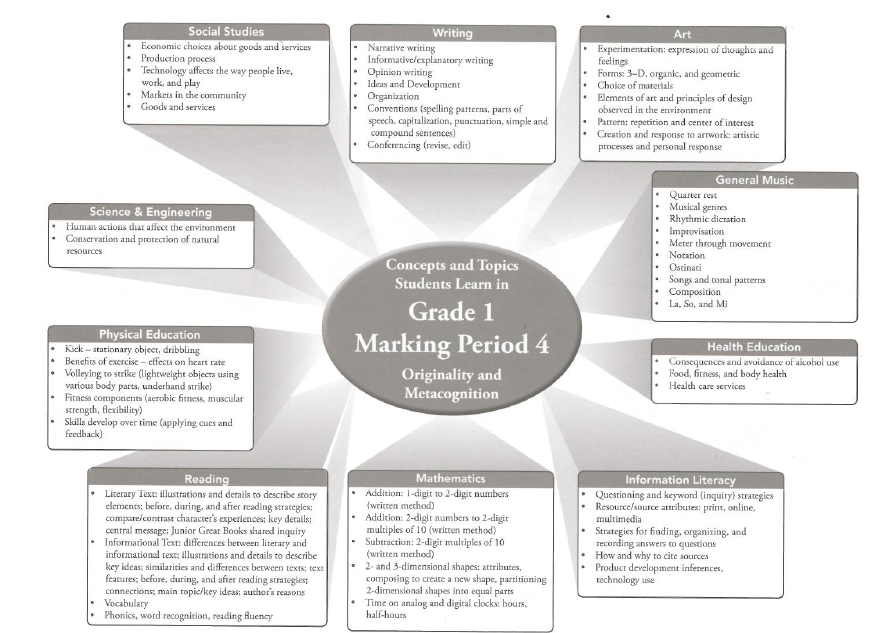 Social Studies
• Economic choices about goods and services
• Production process
• Technology affects the way people live,
work, and play
• Markets in the community
• Goods and services
Writing
• Narrative writing
• Informative/explanatory writing
• Opinion writing
• Ideas and Development
• Organization
• Conventions (spelling patterns, parts of
speech, capitalization, punctuation, simple and
compound sentences)
• Conferencing (revise, edit)
Art
• Experimentation: expression of thoughts and
feelings
• Forms: 3–D, organic, and geometric
• Choice of materials
• Elements of art and principles of design
observed in the environment
• Pattern: repetition and center of interest
• Creation and response to artwork: artistic
processes and personal response
General Music
• Quarter rest
• Musical genres
• Rhythmic dictation
• Improvisation
• Meter through movement
• Notation
• Ostinati
• Songs and tonal patterns
• Composition
• La, So, and Mi
Science & Engineering
• Human actions that affect the environment
• Conservation and protection of natural
resources
Concepts and Topics
Students Learn in
Grade 1
Marking Period 4
Originality and
Metacognition
Physical Education
• Kick – stationary object, dribbling
• Benefits of exercise – effects on heart rate
• Volleying to strike (lightweight objects using
various body parts, underhand strike)
• Fitness components (aerobic fitness, muscular
strength, flexibility)
• Skills develop over time (applying cues and
feedback)
Health Education
• Consequences and avoidance of alcohol use
• Food, fitness, and body health
• Health care services
Reading
• Literary Text: illustrations and details to describe story
elements; before, during, and after reading strategies;
compare/contrast character's experiences; key details;
central message; Junior Great Books shared inquiry
• Informational Text: differences between literary and
informational text; illustrations and details to describe
key ideas; similarities and differences between texts; text
features; before, during, and after reading strategies;
connections; main topic/key ideas; author's reasons
• Vocabulary
• Phonics, word recognition, reading fluency
Mathematics
• Addition: 1-digit to 2-digit numbers
(written method)
• Addition: 2-digit numbers to 2-digit
multiples of 10 (written method)
• Subtraction: 2-digit multiples of 10
(written method)
• 2- and 3-dimensional shapes: attributes,
composing to create a new shape, partitioning
2-dimensional shapes into equal parts
• Time on analog and digital clocks: hours,
half-hours
Information Literacy
• Questioning and keyword (inquiry) strategies
• Resource/source attributes: print, online,
multimedia
• Strategies for finding, organizing, and
recording answers to questions
• How and why to cite sources
• Product development inferences,
technology use